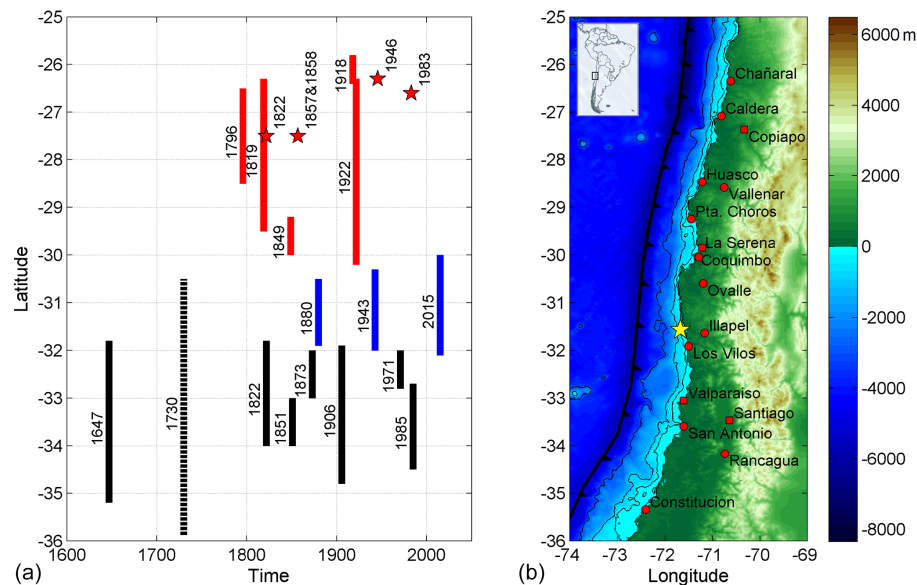 -25
-26
-27
-28
-29
-30
-31
-32
-33
-34
-35
-36
Latitude
1600
1700
1800
1900
2000
Time
(a)
1647
1730
1796
1819
1822
1849
1857&1858
1822
1851
1873
1880
1906
1918
1922
1943
1946
1971
1983
1985
2015
-25
-26
-27
-28
-29
-30
-31
-32
-33
-34
-35
-36
-74
-73
-72
-71
-70
-69
Longitude
(b)
Chañaral
Caldera
Copiapo
Huasco
Vallenar
Pta. Choros
La Serena
Coquimbo
Ovalle
Illapel
Los Vilos
Valparaiso
Santiago
San Antonio
Rancagua
Constitucion
6000 m
4000
2000
0
-2000
-4000
-6000
-8000